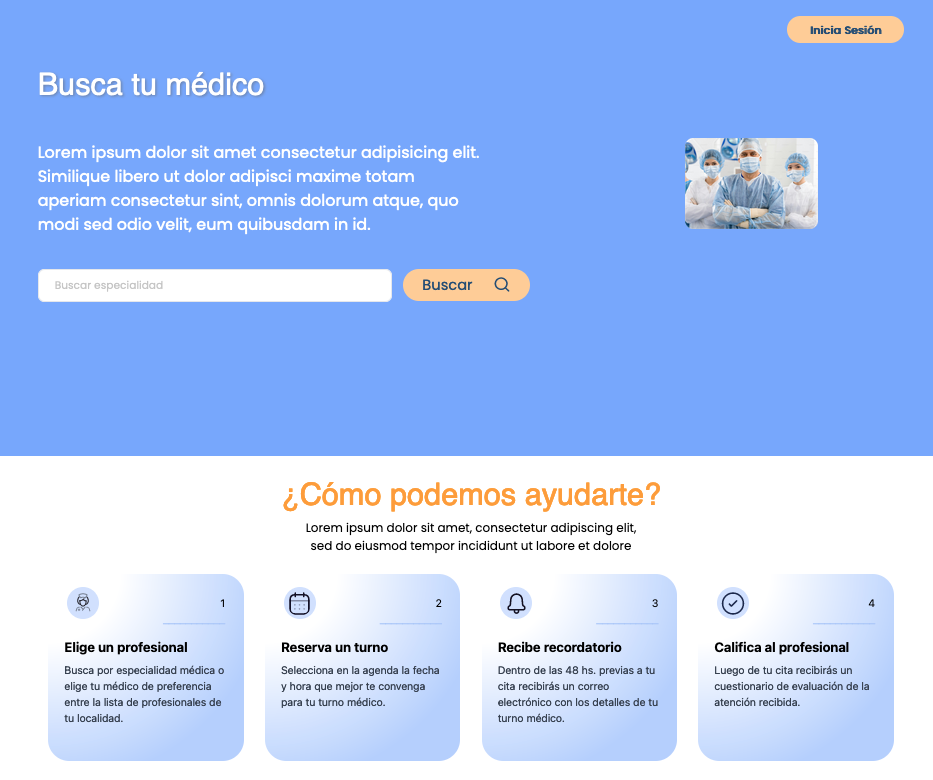 Inicia Sesión
Busca tu médico
Lorem ipsum dolor sit amet consectetur adipisicing elit.
Similique libero ut dolor adipisci maxime totam
aperiam consectetur sint, omnis dolorum atque, quo
modi sed odio velit, eum quibusdam in id.
Buscar especialidad
Buscar
¿Cómo podemos ayudarte?
Lorem ipsum dolor sit amet, consectetur adipiscing elit,
sed do eiusmod tempor incididunt ut labore et dolore
1
Elige un profesional
Busca por especialidad médica o
elige tu médico de preferencia
entre la lista de profesionales de
tu localidad.
2
Reserva un turno
Selecciona en la agenda la fecha
y hora que mejor te convenga
para tu turno médico.
3
Recibe recordatorio
Dentro de las 48 hs. previas a tu
cita recibirás un correo
electrónico con los detalles de tu
turno médico.
4
Califica al profesional
Luego de tu cita recibirás un
cuestionario de evaluación de la
atención recibida.